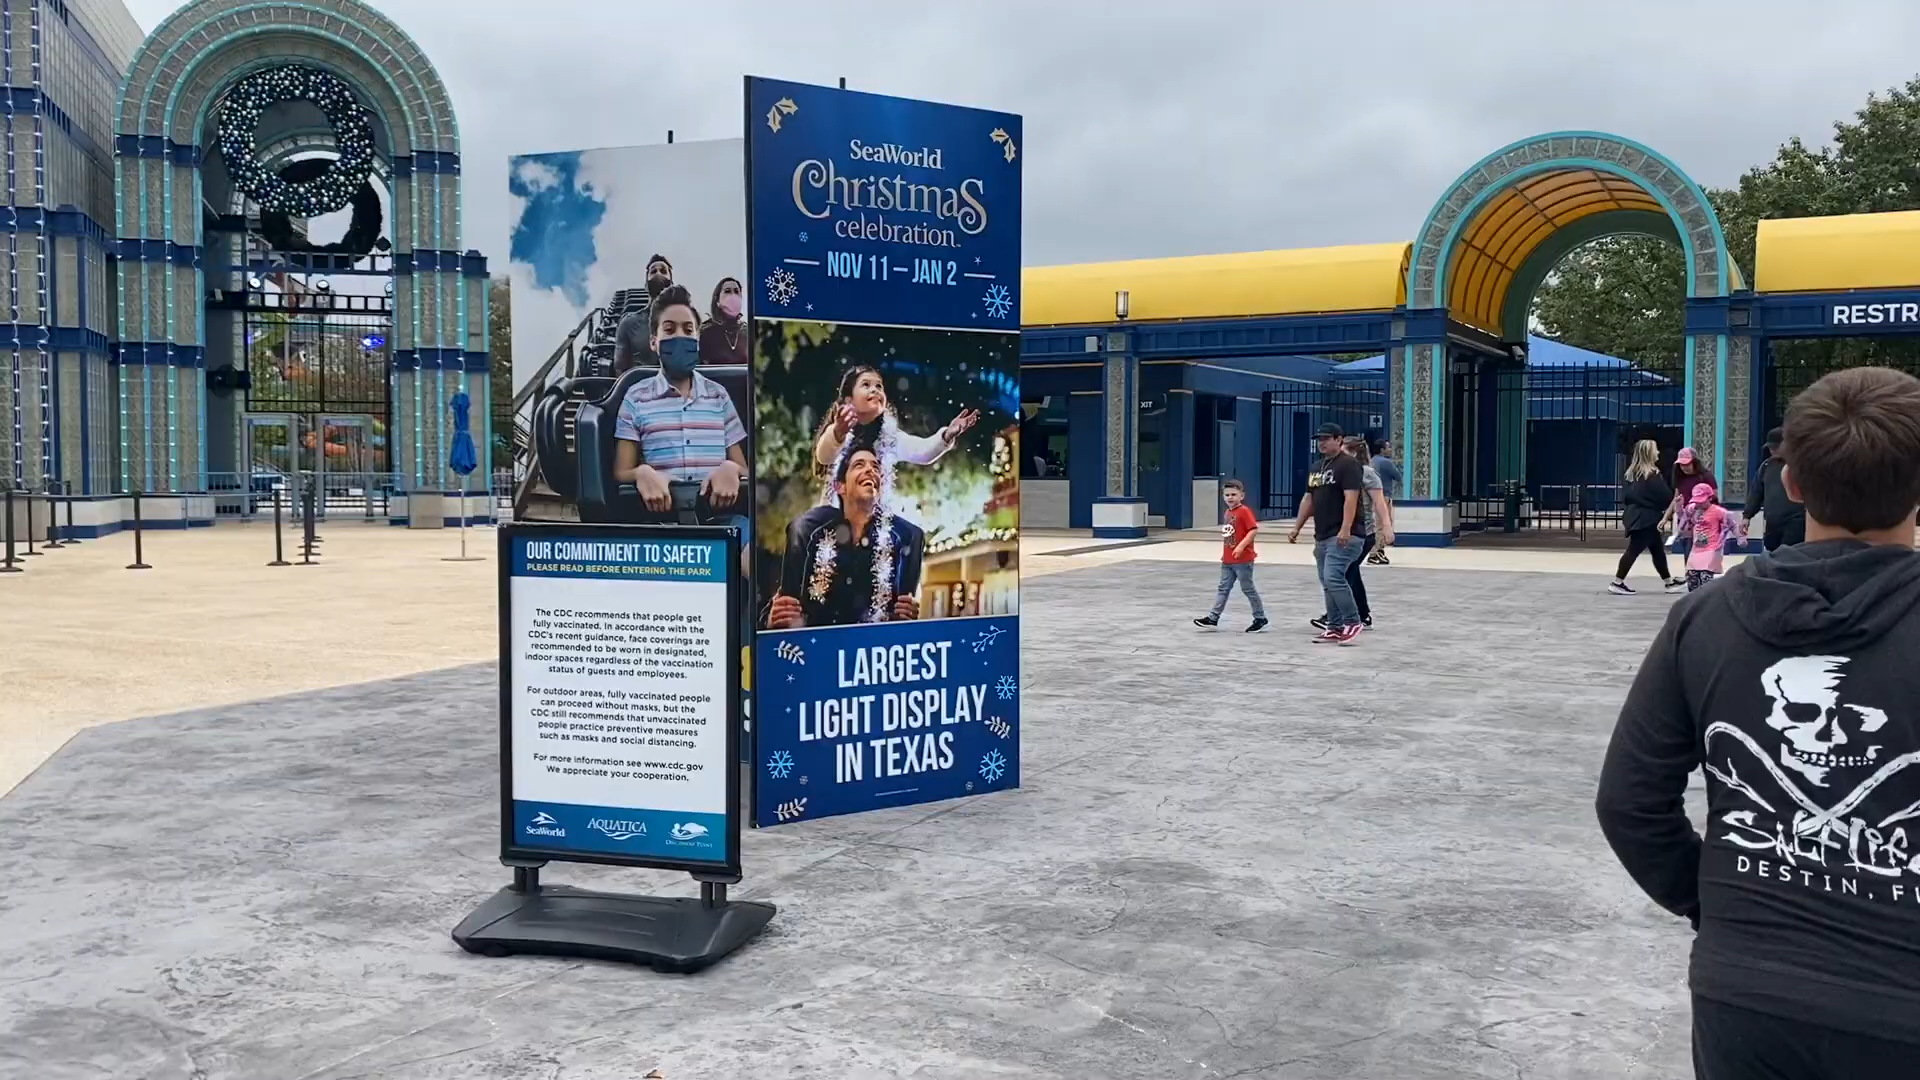 SeaWorld
Christmas
celebration
NOV 11 – JAN 2
LARGEST
LIGHT DISPLAY
IN TEXAS
OUR COMMITMENT TO SAFETY
PLEASE READ BEFORE ENTERING THE PARK
The CDC recommends that people get
fully vaccinated. In accordance with the
CDC's recent guidance, face coverings are
recommended to be worn in designated,
indoor spaces regardless of the vaccination
status of guests and employees.
For outdoor areas, fully vaccinated people
can proceed without masks, but the
CDC still recommends that unvaccinated
people practice preventive measures
such as masks and social distancing.
For more information see www.cdc.gov
We appreciate your cooperation.
SeaWorld
AQUATICA
DISCOVERY POINT
XIT
RESTR
SALT LIFE
DESTIN, F